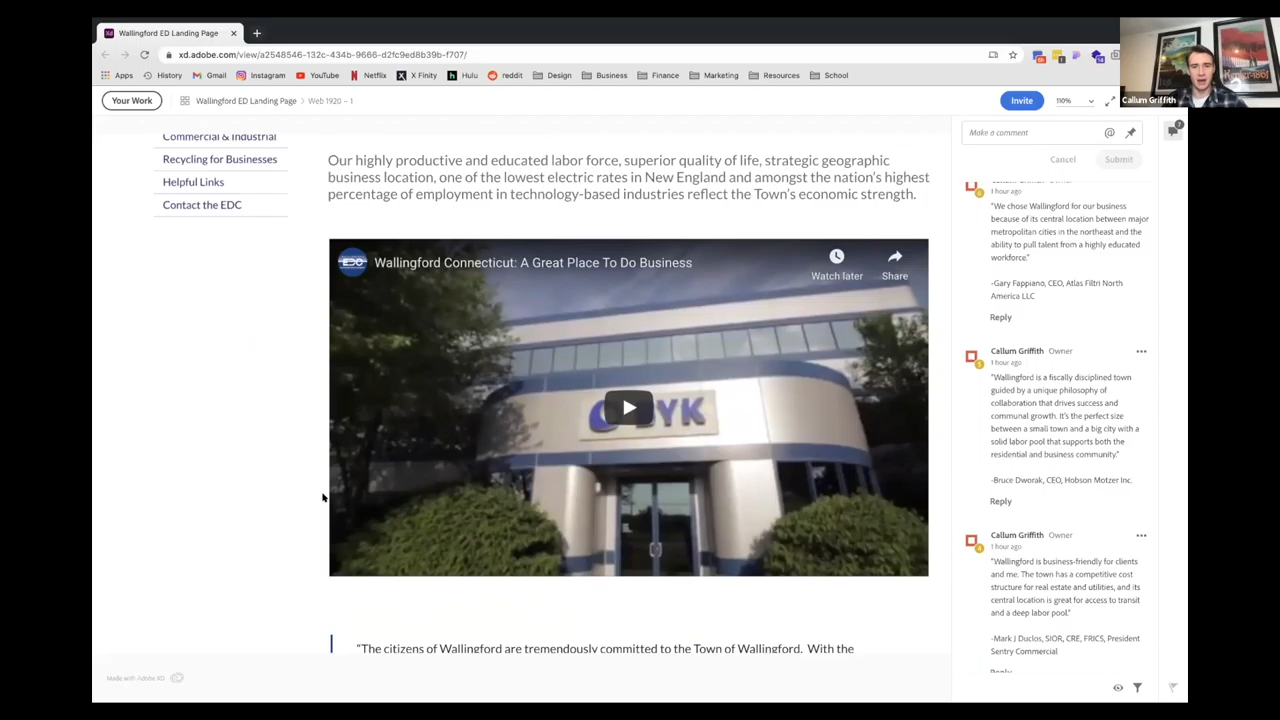 Wallingford ED Landing Page
xd.adobe.com/view/a2548546-132c-434b-9666-d2fc9ed8b39b-f707/
Apps History Gmail Instagram YouTube Netflix X Finity Hulu reddit Design Business Finance Marketing Resources School
Callum Griffith
Your Work
Wallingford ED Landing Page > Web 1920 – 1
Invite
110%
Commercial & Industrial
Recycling for Businesses
Helpful Links
Contact the EDC
Our highly productive and educated labor force, superior quality of life, strategic geographic
business location, one of the lowest electric rates in New England and amongst the nation's highest
percentage of employment in technology-based industries reflect the Town's economic strength.
EDC
Wallingford Connecticut: A Great Place To Do Business
Watch later
Share
YK
"The citizens of Wallingford are tremendously committed to the Town of Wallingford. With the
Made with Adobe XD
Make a comment
@
Cancel
Submit
7
1 hour ago
"We chose Wallingford for our business
because of its central location between major
metropolitan cities in the northeast and the
ability to pull talent from a highly educated
workforce."
-Gary Fappiano, CEO, Atlas Filtri North
America LLC
Reply
Callum Griffith Owner
1 hour ago
"Wallingford is a fiscally disciplined town
guided by a unique philosophy of
collaboration that drives success and
communal growth. It's the perfect size
between a small town and a big city with a
solid labor pool that supports both the
residential and business community."
-Bruce Dworak, CEO, Hobson Motzer Inc.
Reply
Callum Griffith Owner
1 hour ago
"Wallingford is business-friendly for clients
and me. The town has a competitive cost
structure for real estate and utilities, and its
central location is great for access to transit
and a deep labor pool."
-Mark J Duclos, SIOR, CRE, FRICS, President
Sentry Commercial
Reply